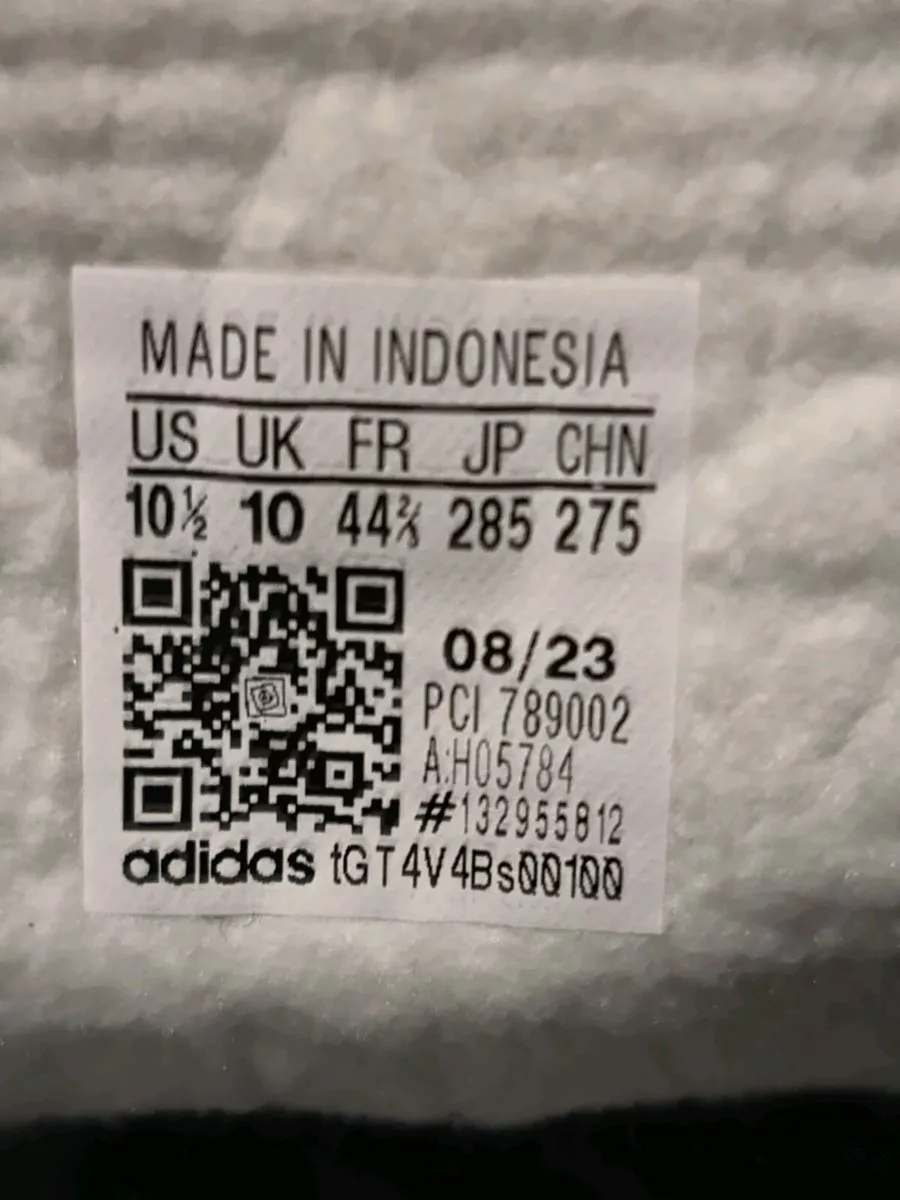 MADE IN INDONESIA
US UK FR JP CHN
10½ 10 44⅔ 285 275
08/23
PCI 789002
A:H05784
#132955812
adidas tGT4V4Bs00100